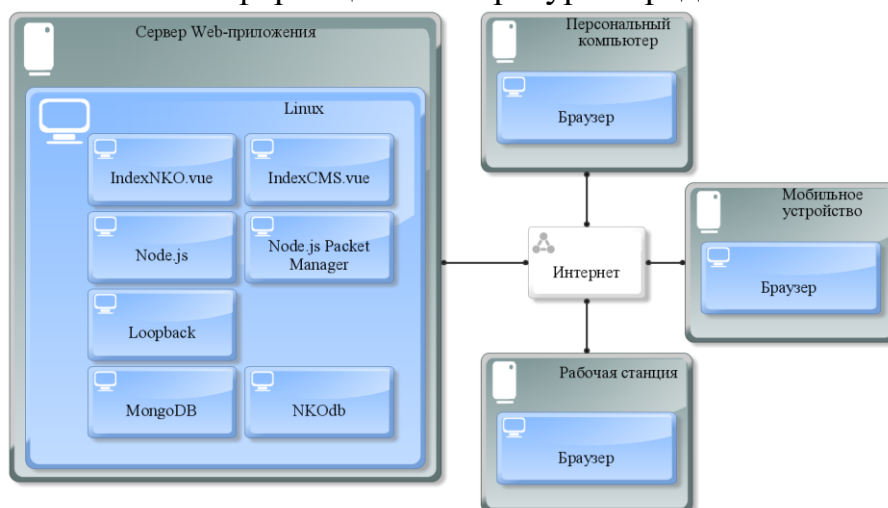 Сервер Web-приложения
Linux
IndexNKO.vue
IndexCMS.vue
Node.js
Node.js Packet
Manager
Loopback
MongoDB
NKOdb
Интернет
Персональный
компьютер
Браузер
Мобильное
устройство
Браузер
Рабочая станция
Браузер